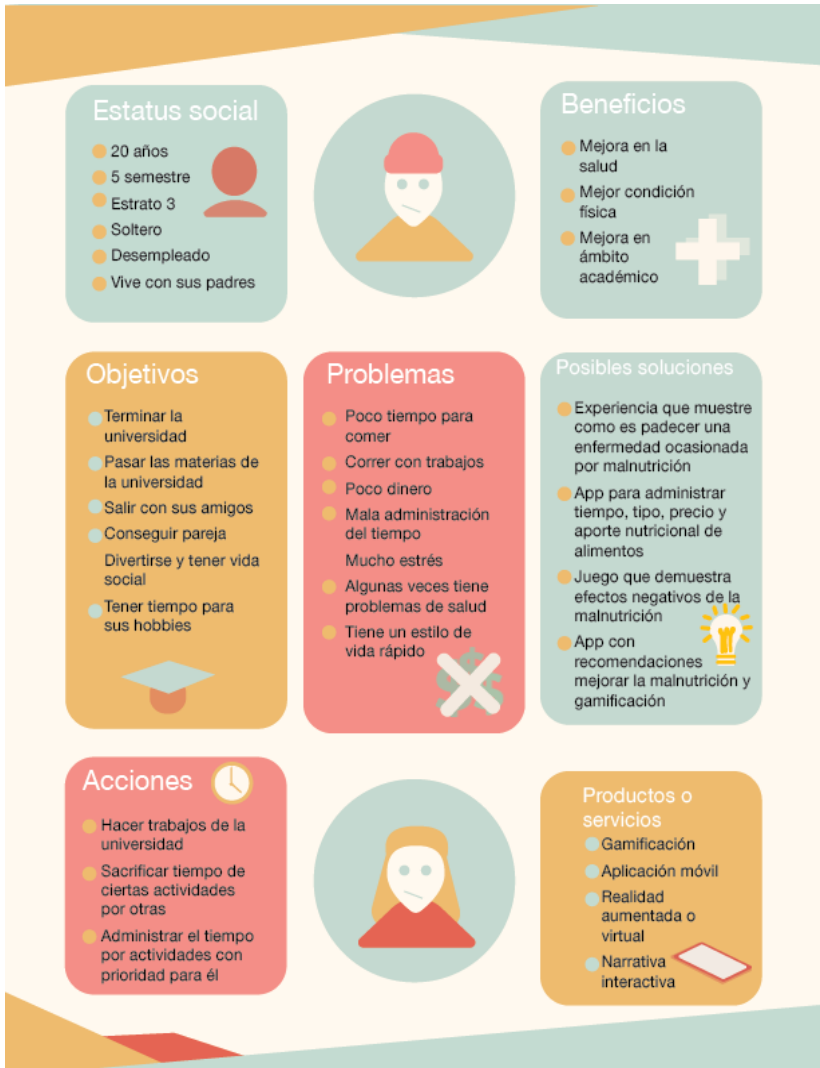 Estatus social
20 años
5 semestre
Estrato 3
Soltero
Desempleado
Vive con sus padres
Beneficios
Mejora en la
salud
Mejor condición
física
Mejora en
ámbito
académico
Objetivos
Terminar la
universidad
Pasar las materias de
la universidad
Salir con sus amigos
Conseguir pareja
Divertirse y tener vida
social
Tener tiempo para
sus hobbies
Problemas
Poco tiempo para
comer
Correr con trabajos
Poco dinero
Mala administración
del tiempo
Mucho estrés
Algunas veces tiene
problemas de salud
Tiene un estilo de
vida rápido
Posibles soluciones
Experiencia que muestre
como es padecer una
enfermedad ocasionada
por malnutrición
App para administrar
tiempo, tipo, precio y
aporte nutricional de
alimentos
Juego que demuestra
efectos negativos de la
malnutrición
App con
recomendaciones
mejorar la malnutrición y
gamificación
Acciones
Hacer trabajos de la
universidad
Sacrificar tiempo de
ciertas actividades
por otras
Administrar el tiempo
por actividades con
prioridad para él
Productos o
servicios
Gamificación
Aplicación móvil
Realidad
aumentada o
virtual
Narrativa
interactiva